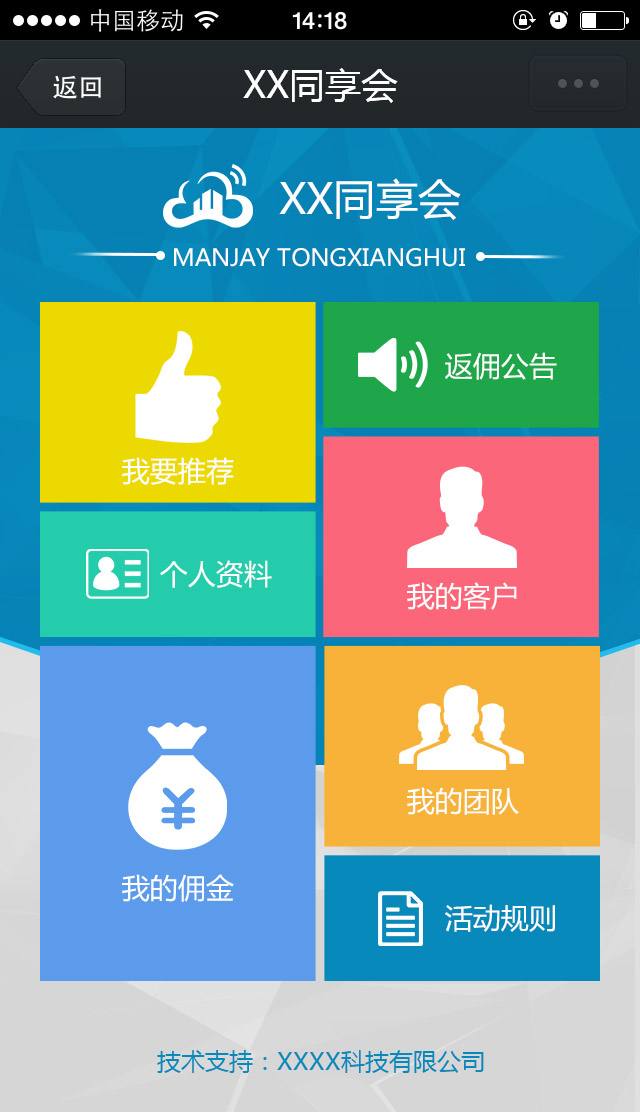 中国移动 14:18
返回 XX同享会
XX同享会
MANJAY TONGXIANGHUI
我要推荐
返佣公告
个人资料
我的客户
我的佣金
我的团队
活动规则
技术支持：XXXX科技有限公司